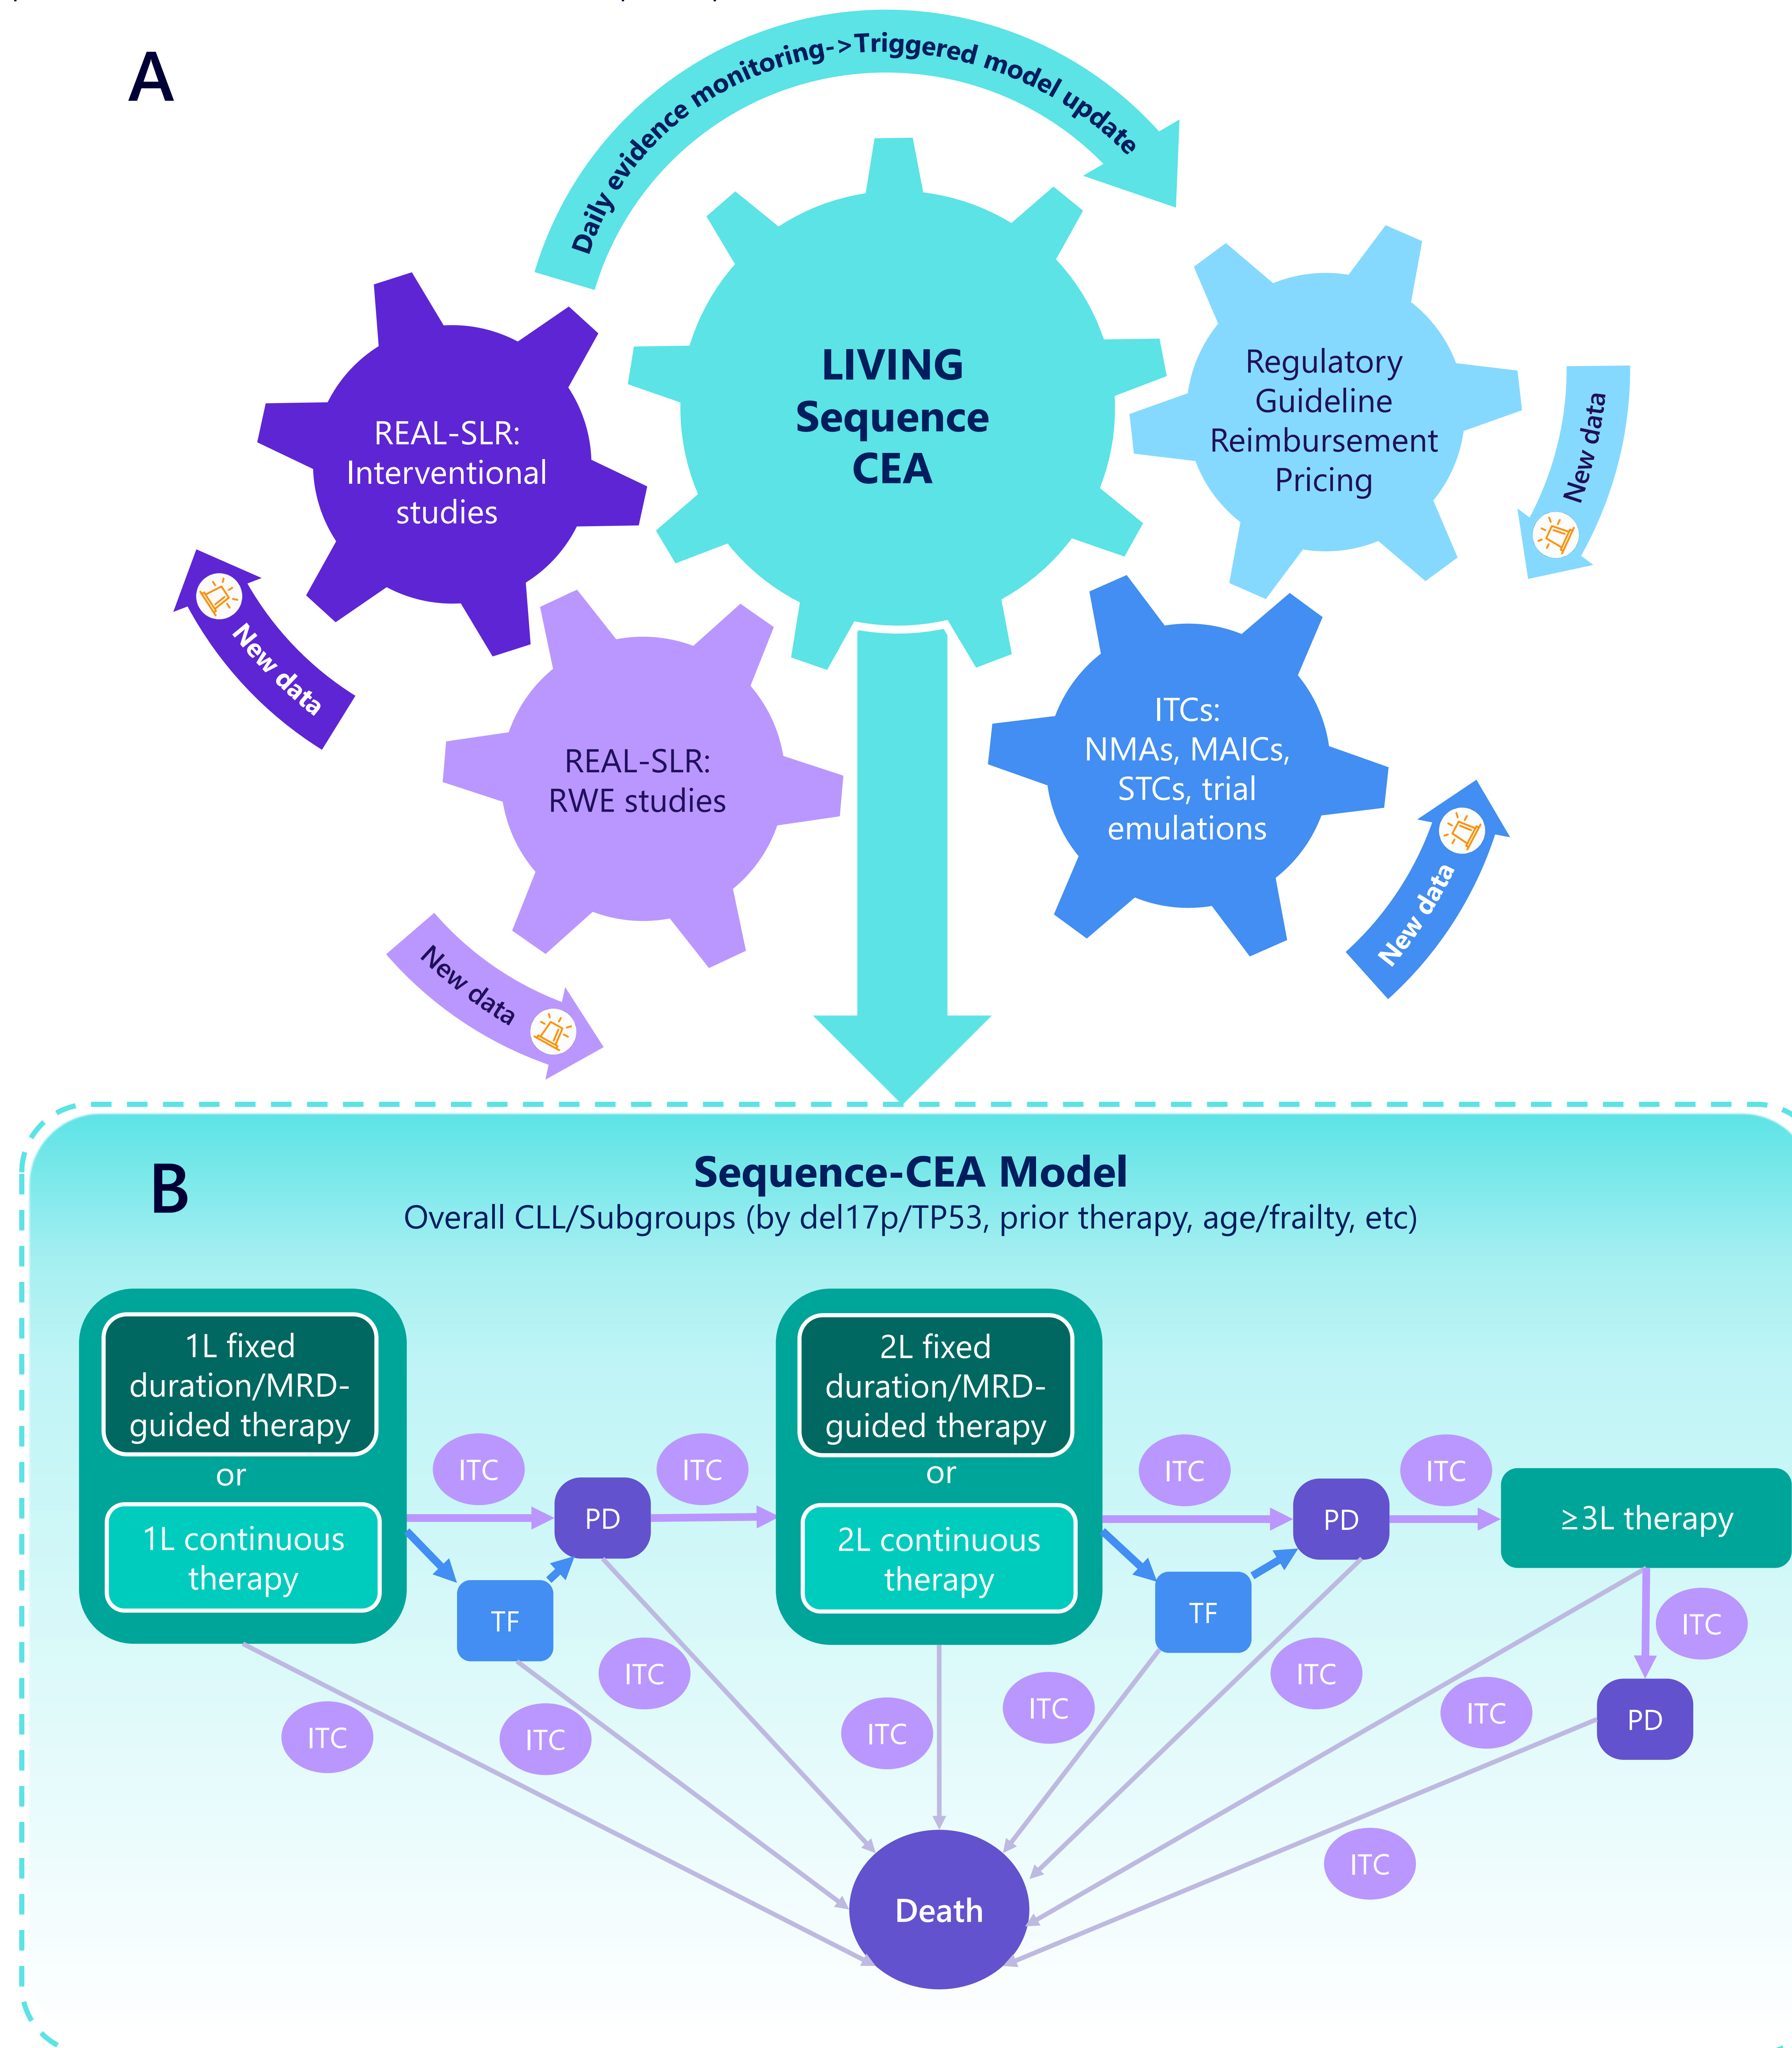 A
Daily evidence monitoring->Triggered model update
LIVING
Sequence
CEA
REAL-SLR:
Interventional
studies
New data
Regulatory
Guideline
Reimbursement
Pricing
New data
REAL-SLR:
RWE studies
New data
ITCs:
NMAs, MAICs,
STCs, trial
emulations
New data
B
Sequence-CEA Model
Overall CLL/Subgroups (by del17p/TP53, prior therapy, age/frailty, etc)
1L fixed
duration/MRD-
guided therapy
or
1L continuous
therapy
ITC
PD
ITC
TF
2L fixed
duration/MRD-
guided therapy
or
2L continuous
therapy
ITC
PD
ITC
TF
≥3L therapy
ITC
PD
ITC
ITC
ITC
ITC
ITC
ITC
ITC
ITC
Death